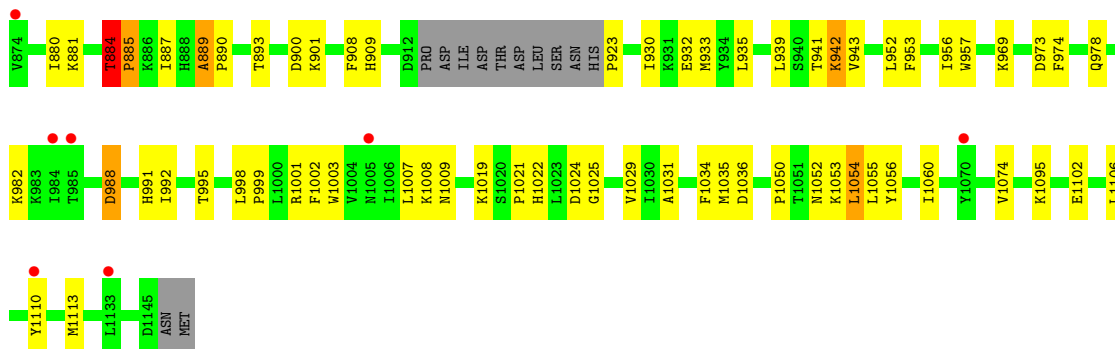 V874 I880 K881 T884 P885 K886 I887 H888 A889 P890 T893 D900 K901 F908 H909 D912 PRO ASP ILE ASP THR ASP LEU SER ASN HIS P923 I930 K931 E932 M933 Y934 L935 L939 S940 T941 K942 V943 L952 F953 I956 W957 K969 D973 F974 Q978
K982 K983 I984 T985 D988 H991 I992 T995 L998 P999 L1000 R1001 F1002 W1003 V1004 N1005 I1006 L1007 K1008 N1009 K1019 S1020 P1021 H1022 L1023 D1024 G1025 V1029 I1030 A1031 F1034 M1035 D1036 P1050 T1051 N1052 K1053 L1054 L1055 Y1056 I1060 Y1070 V1074 K1095 E1102 L1106
Y1110 M1113 L1133 D1145 ASN MET